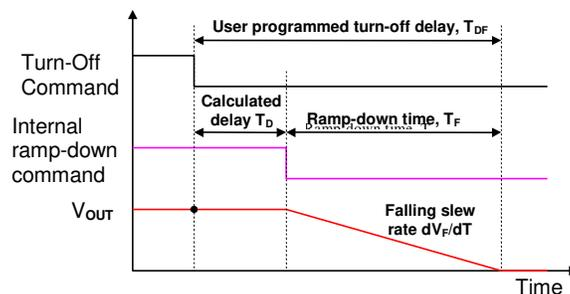 User programmed turn-off delay, TDF
Turn-Off
Command
Calculated
delay TD
Ramp-down time, TF
Internal
ramp-down
command
VOUT
Falling slew
rate dVF/dT
Time